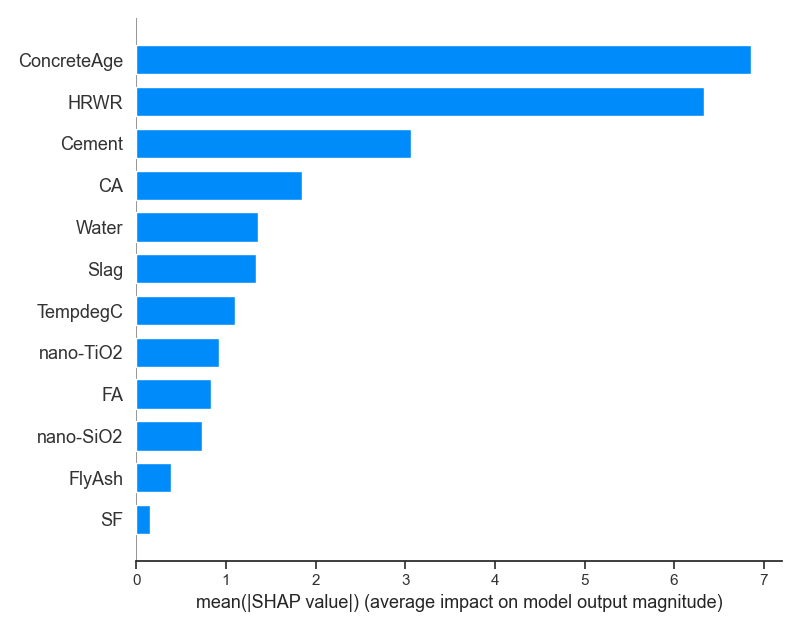 ConcreteAge
HRWR
Cement
CA
Water
Slag
TempdegC
nano-TiO2
FA
nano-SiO2
FlyAsh
SF
0 1 2 3 4 5 6 7
mean(|SHAP value|) (average impact on model output magnitude)